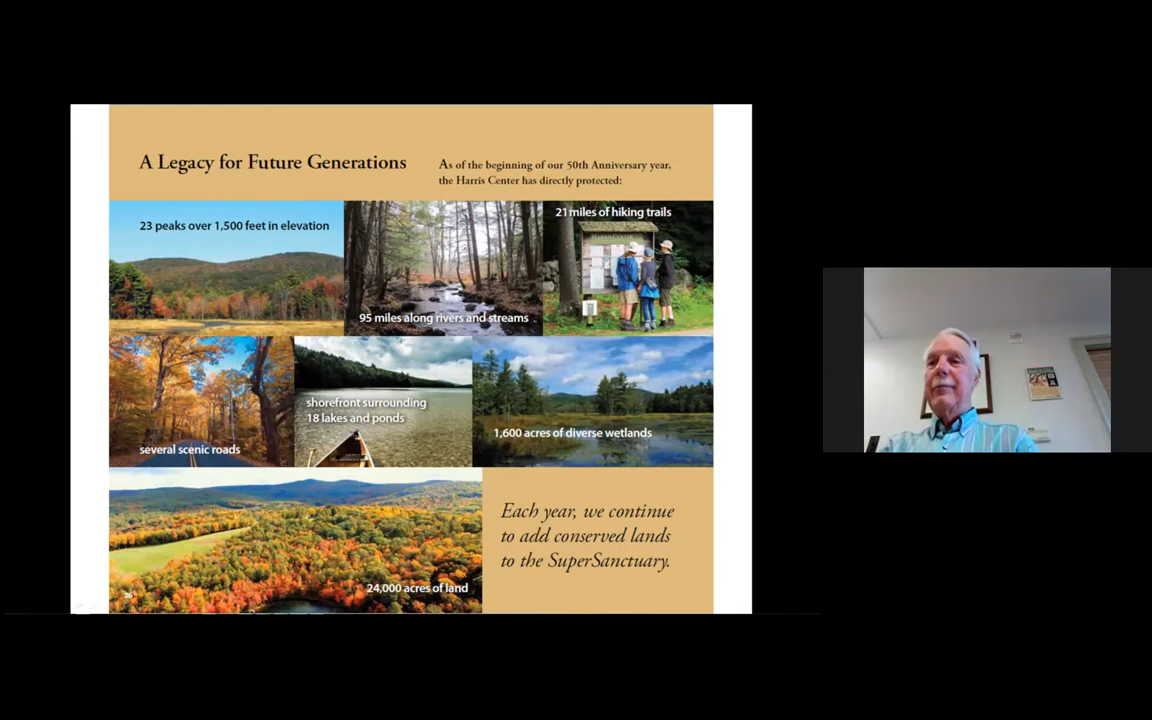 A Legacy for Future Generations
As of the beginning of our 50th Anniversary year,
the Harris Center has directly protected:
23 peaks over 1,500 feet in elevation
95 miles along rivers and streams
21 miles of hiking trails
several scenic roads
shorefront surrounding
18 lakes and ponds
1,600 acres of diverse wetlands
24,000 acres of land
Each year, we continue
to add conserved lands
to the SuperSanctuary.
26